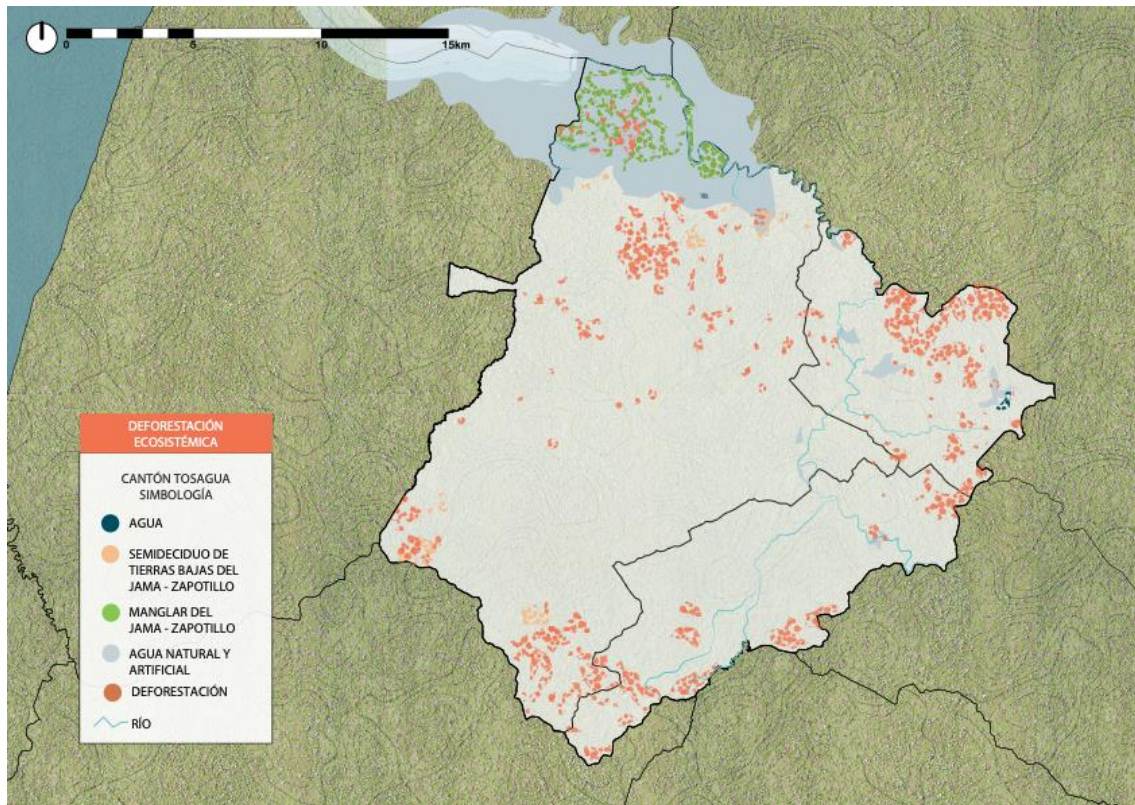 0 5 10 15km
DEFORESTACIÓN
ECOSISTÉMICA
CANTÓN TOSAGUA
SIMBOLOGÍA
AGUA
SEMIDECIDUO DE
TIERRAS BAJAS DEL
JAMA - ZAPOTILLO
MANGLAR DEL
JAMA - ZAPOTILLO
AGUA NATURAL Y
ARTIFICIAL
DEFORESTACIÓN
RÍO